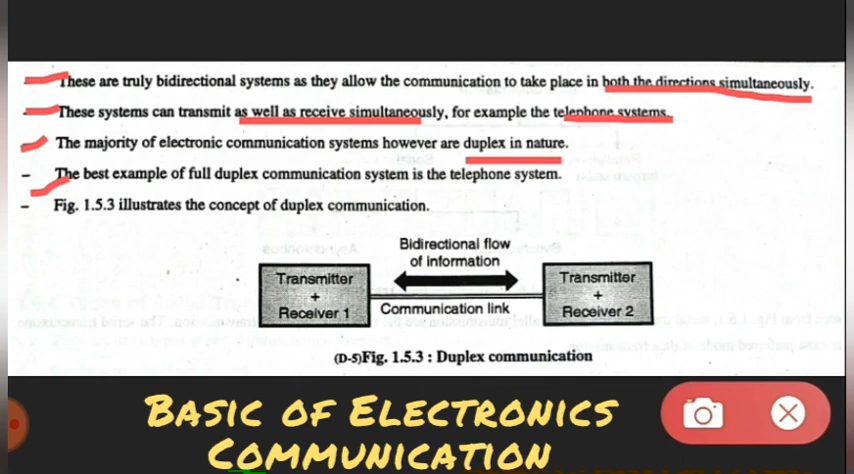 These are truly bidirectional systems as they allow the communication to take place in both the directions simultaneously.
These systems can transmit as well as receive simultaneously, for example the telephone systems.
The majority of electronic communication systems however are duplex in nature.
– The best example of full duplex communication system is the telephone system.
– Fig. 1.5.3 illustrates the concept of duplex communication.
Bidirectional flow
of information
Transmitter
+
Receiver 1
Communication link
Transmitter
+
Receiver 2
(D-5)Fig. 1.5.3 : Duplex communication
BASIC OF ELECTRONICS
COMMUNICATION